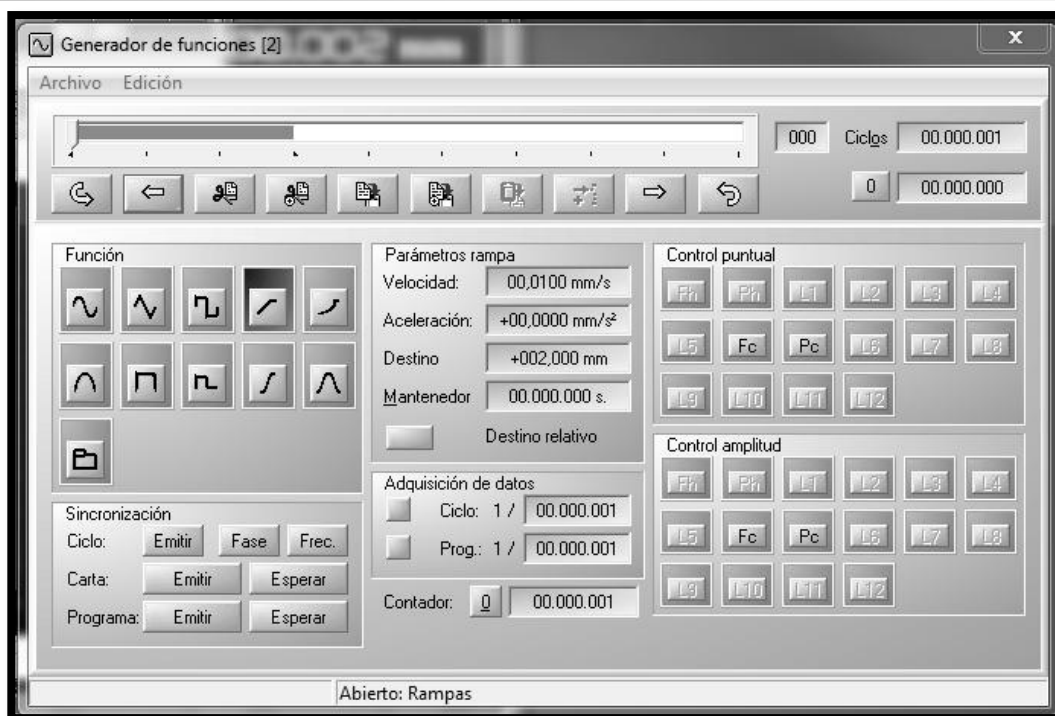 00.002 mm
Generador de funciones [2]
x
Archivo Edición
000 Ciclos 00.000.001
0 00.000.000
Función
Parámetros rampa
Velocidad: 00,0100 mm/s
Aceleración: +00,0000 mm/s²
Destino +002,000 mm
Mantenedor 00.000.000 s.
Destino relativo
Control puntual
Fh Ph L1 L2 L3 L4
L5 Fc Pc L6 L7 L8
L9 L10 L11 L12
Adquisición de datos
Ciclo: 1 / 00.000.001
Prog.: 1 / 00.000.001
Contador: 0 00.000.001
Control amplitud
Fh Ph L1 L2 L3 L4
L5 Fc Pc L6 L7 L8
L9 L10 L11 L12
Sincronización
Ciclo: Emitir Fase Frec.
Carta: Emitir Esperar
Programa: Emitir Esperar
Abierto: Rampas